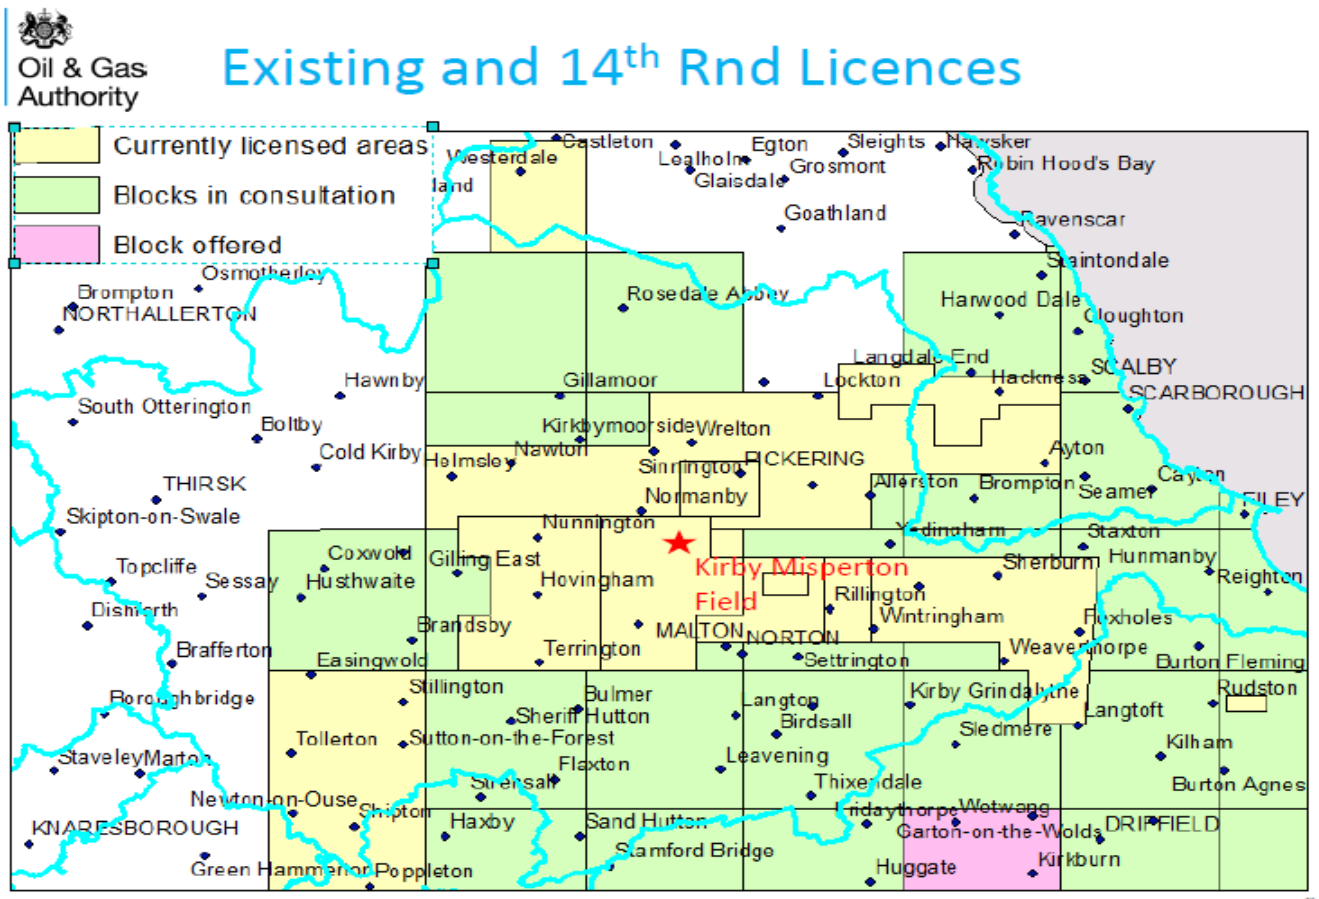 Oil & Gas
Authority
Existing and 14th Rnd Licences
Currently licensed areas
Blocks in consultation
Block offered
Castleton
Egton
Sleights
Hawsker
Westerdale
Lealholm
Grosmont
Robin Hood's Bay
land
Glaisdale
Goathland
Ravenscar
Staintondale
Osmotherley
Brompton
Rosedale Abbey
Harwood Dale
NORTHALLERTON
Cloughton
Langdale End
SCALBY
Hawnby
Gillamoor
Lockton
Hackness
SCARBOROUGH
South Otterington
Boltby
Kirkbymoorside
Wrelton
Cold Kirby
Helmsley
Nawton
Sinnington
PICKERING
Ayton
THIRSK
Normanby
Allerston
Brompton
Seamer
Cayton
FILEY
Skipton-on-Swale
Nunnington
Yedingham
Staxton
Coxwold
Gilling East
Kirby Misperton
Field
Sherburn
Hunmanby
Topcliffe
Sessay
Husthwaite
Hovingham
Rillington
Reighton
Dishforth
Brandsby
MALTON
NORTON
Wintringham
Foxholes
Brafferton
Easingwold
Terrington
Settrington
Weaverthorpe
Burton Fleming
Boroughbridge
Stillington
Bulmer
Langton
Kirby Grindalythe
Rudston
Sheriff Hutton
Birdsall
Langtoft
Tollerton
Sutton-on-the-Forest
Sledmere
Kilham
Staveley
Marton
Flaxton
Leavening
Strensall
Thixendale
Burton Agnes
Newton-on-Ouse
Shipton
Fridaythorpe
Wetwang
KNARESBOROUGH
Haxby
Sand Hutton
Garton-on-the-Wolds
DRIFFIELD
Stamford Bridge
Kirkburn
Green Hammerton
Poppleton
Huggate